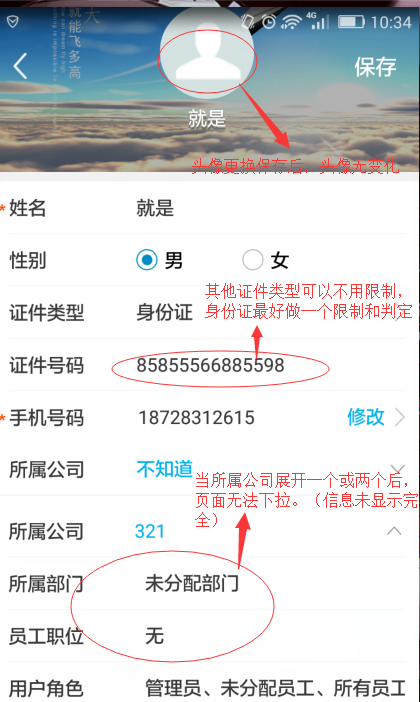 大
就能飞多高
4G 10:34
保存
就是
头像更换保存后，头像无变化
*姓名 就是
性别 男 女
其他证件类型可以不用限制，
证件类型 身份证 身份证最好做一个限制和判定
证件号码 85855566885598
*手机号码 18728312615 修改
所属公司 不知道
当所属公司展开一个或两个后，
页面无法下拉。（信息未显示完
全）
所属公司 321
所属部门 未分配部门
员工职位 无
用户角色 管理员、未分配员工、所有员工